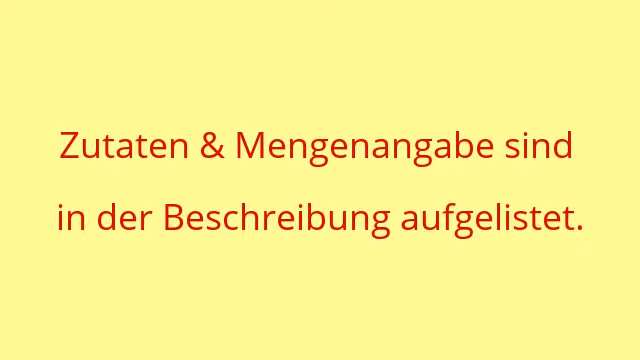 Zutaten & Mengenangabe sind
in der Beschreibung aufgelistet.